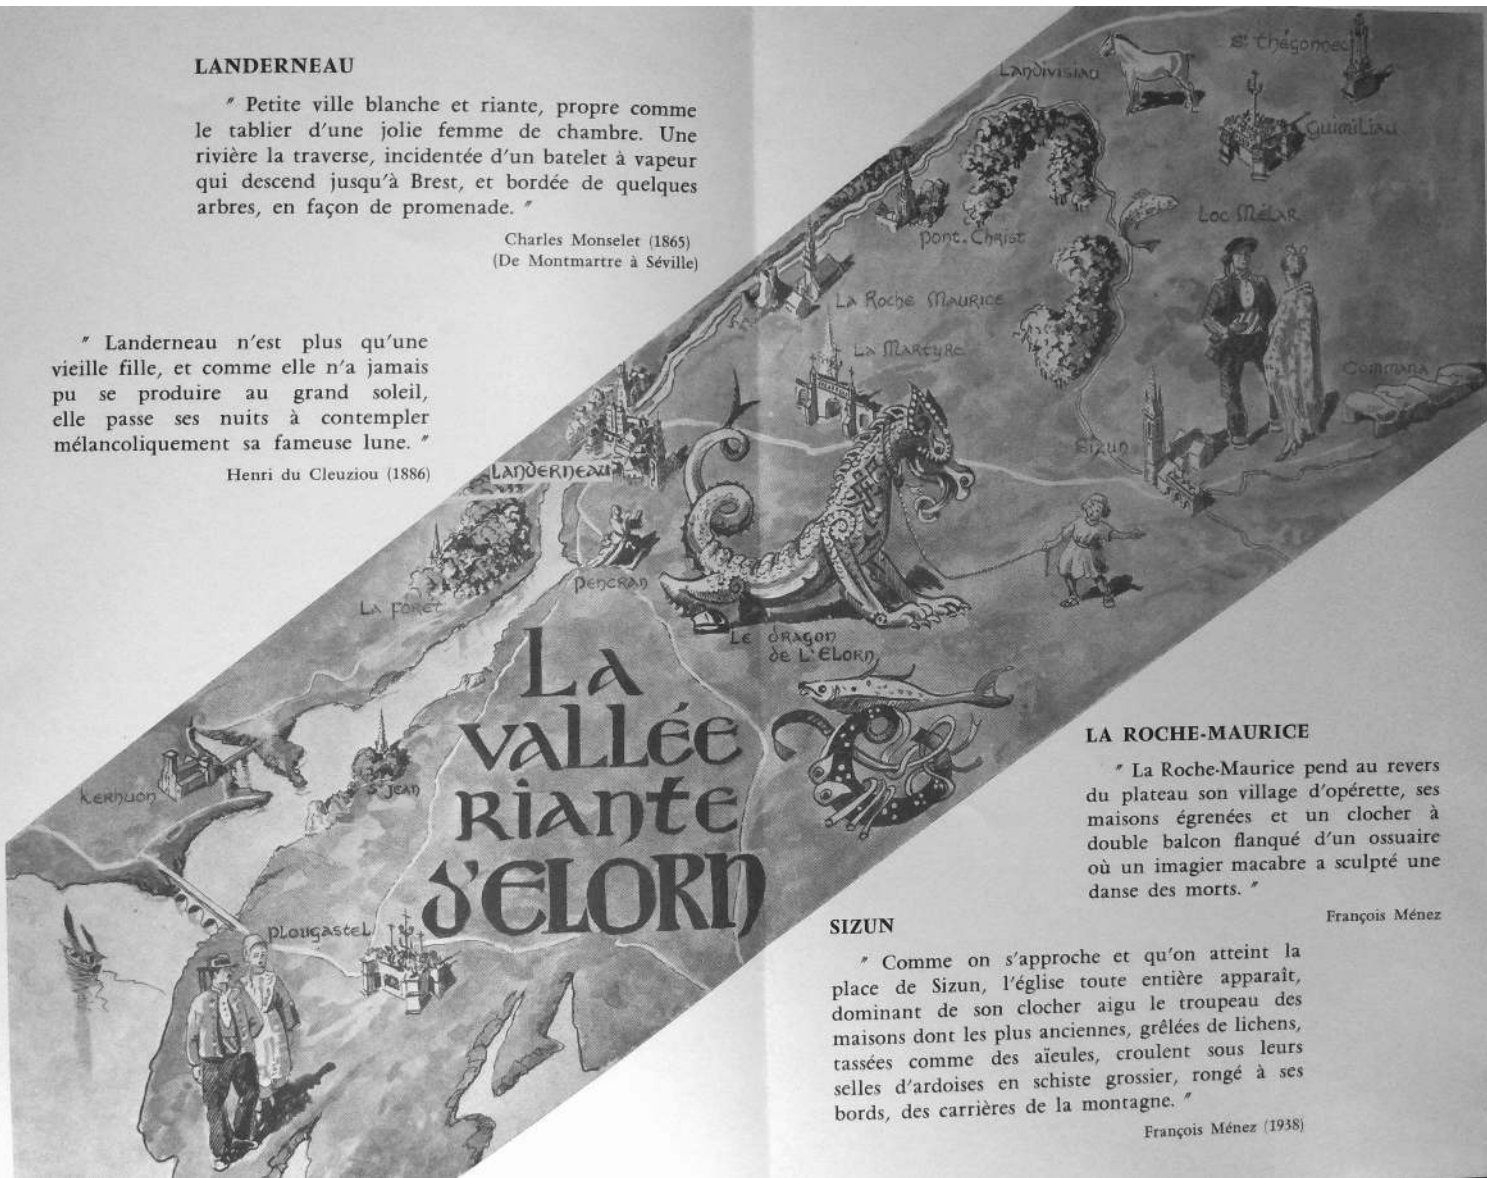 LANDERNEAU
" Petite ville blanche et riante, propre comme
le tablier d'une jolie femme de chambre. Une
rivière la traverse, incidentée d'un batelet à vapeur
qui descend jusqu'à Brest, et bordée de quelques
arbres, en façon de promenade. "
Charles Monselet (1865)
(De Montmartre à Séville)
" Landerneau n'est plus qu'une
vieille fille, et comme elle n'a jamais
pu se produire au grand soleil,
elle passe ses nuits à contempler
mélancoliquement sa fameuse lune. "
Henri du Cleuziou (1886)
St Thégonnec
Landivisiau
Guimiliau
Loc Mélar
Pont-Christ
La Roche Maurice
La Martyre
Commana
Sizun
Landerneau
Pencran
La Forêt
Le dragon
de L'Elorn
La
vallée
riante
d'Elorn
Kernuon
St Jean
Plougastel
LA ROCHE-MAURICE
" La Roche-Maurice pend au revers
du plateau son village d'opérette, ses
maisons égrenées et un clocher à
double balcon flanqué d'un ossuaire
où un imagier macabre a sculpté une
danse des morts. "
François Ménez
SIZUN
" Comme on s'approche et qu'on atteint la
place de Sizun, l'église toute entière apparaît,
dominant de son clocher aigu le troupeau des
maisons dont les plus anciennes, grêlées de lichens,
tassées comme des aïeules, croulent sous leurs
selles d'ardoises en schiste grossier, rongé à ses
bords, des carrières de la montagne. "
François Ménez (1938)